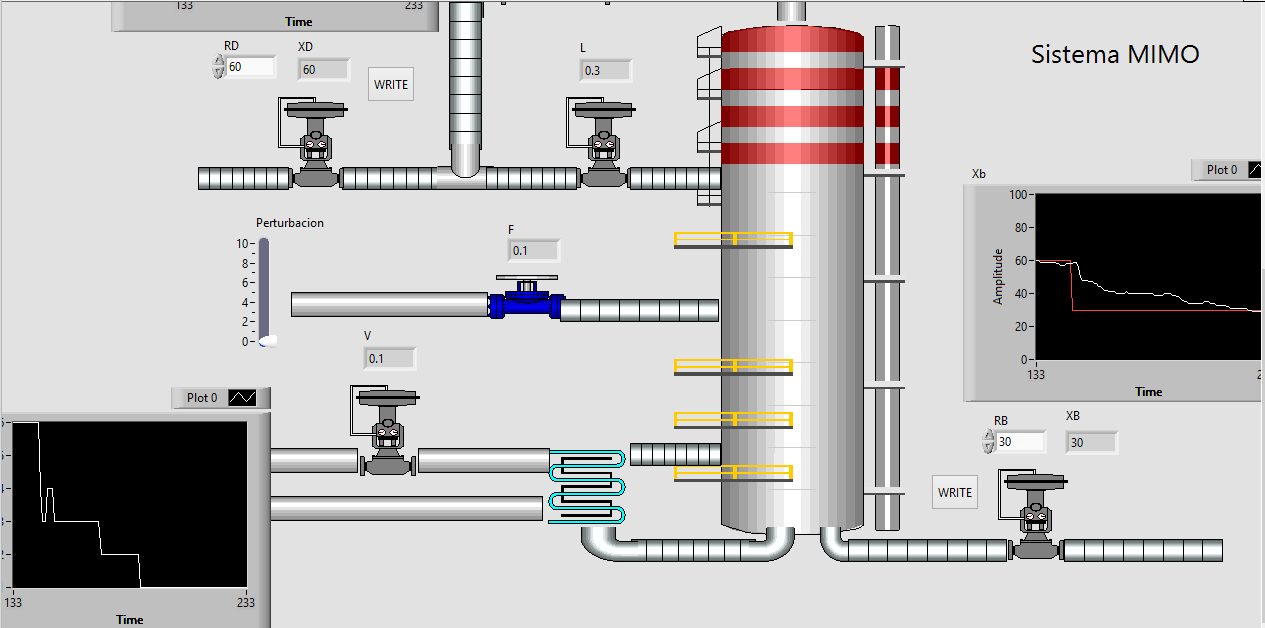 133
233
Time
RD
XD
60
60
WRITE
L
0.3
Sistema MIMO
Perturbacion
10
8
6
4
2
0
F
0.1
V
0.1
Xb
Plot 0
100
80
60
40
20
0
Amplitude
133
Time
RB
XB
30
30
WRITE
Plot 0
133
233
Time